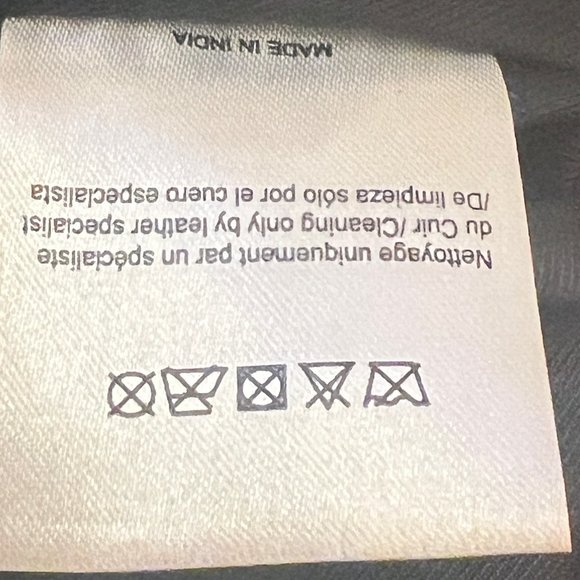 Nettoyage uniquement par un spécialiste
du Cuir /Cleaning only by leather specialist
/De limpieza sólo por el cuero especialista
MADE IN INDIA